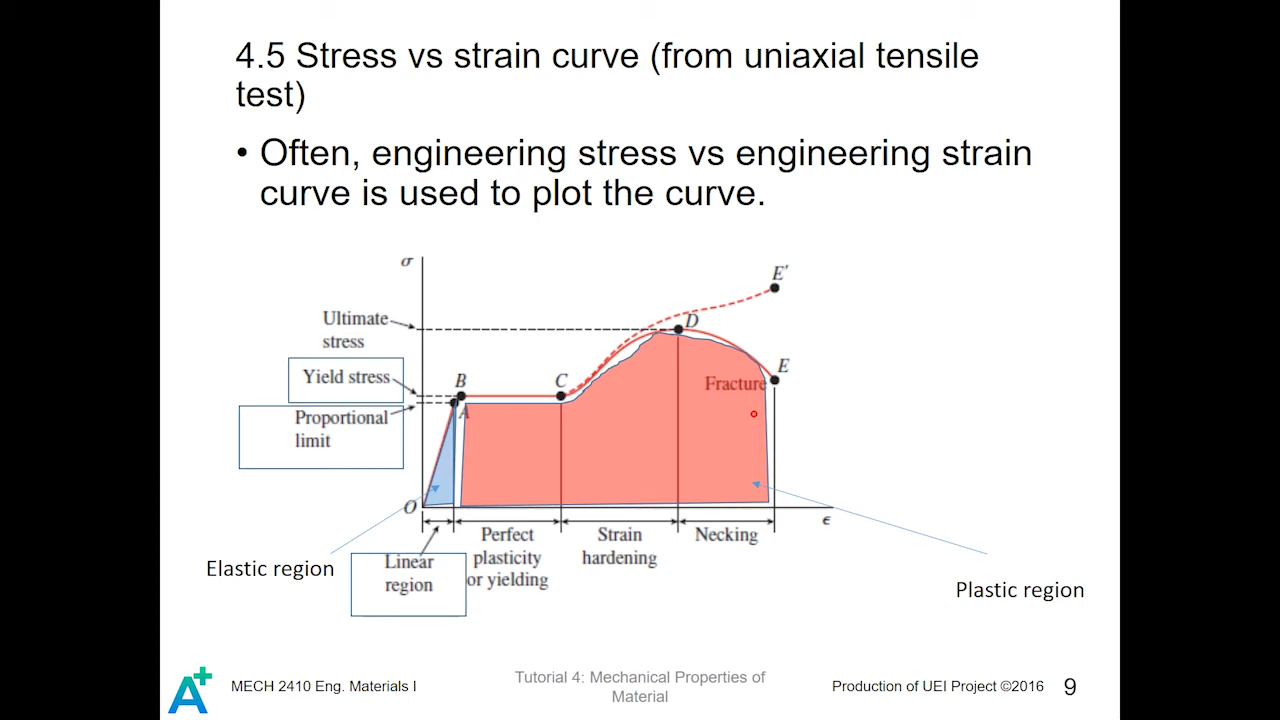 4.5 Stress vs strain curve (from uniaxial tensile
test)
• Often, engineering stress vs engineering strain
curve is used to plot the curve.
σ
E'
Ultimate
stress
D
Yield stress
B
C
E
Fracture
A
Proportional
limit
O
ϵ
Perfect
plasticity
or yielding
Strain
hardening
Necking
Linear
region
Elastic region
Plastic region
A+
MECH 2410 Eng. Materials I
Tutorial 4: Mechanical Properties of
Material
Production of UEI Project ©2016
9